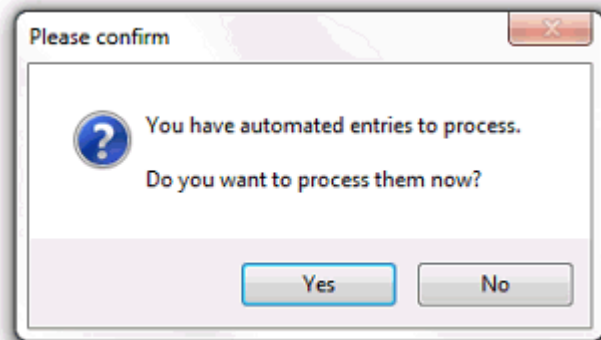 Please confirm
You have automated entries to process.
Do you want to process them now?
Yes
No